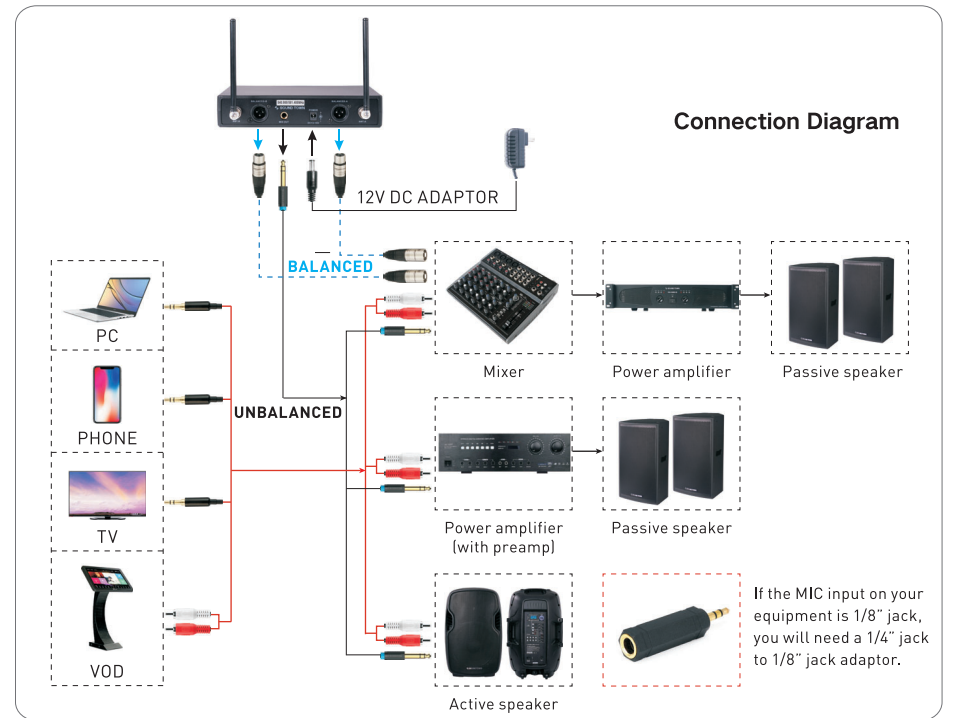 Connection Diagram
12V DC ADAPTOR
BALANCED
PC
PHONE
TV
VOD
UNBALANCED
Mixer
Power amplifier
Passive speaker
Power amplifier
(with preamp)
Passive speaker
Active speaker
If the MIC input on your
equipment is 1/8” jack,
you will need a 1/4” jack
to 1/8” jack adaptor.